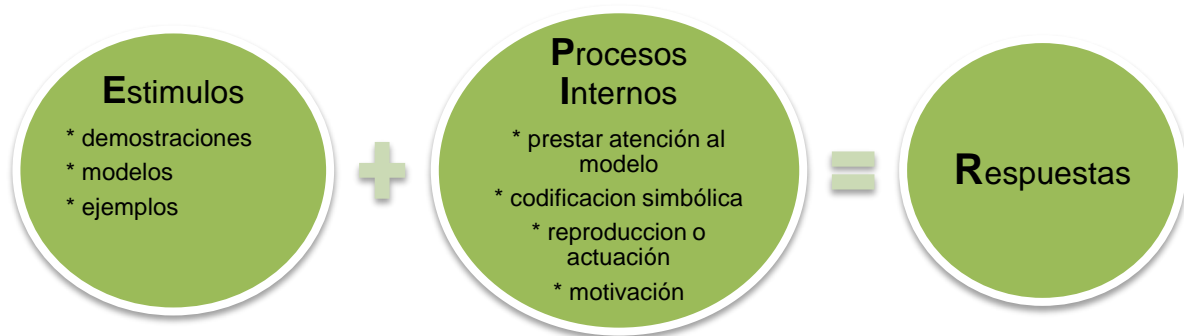 Estimulos
* demostraciones
* modelos
* ejemplos
+
Procesos
Internos
* prestar atención al
modelo
* codificacion simbólica
* reproduccion o
actuación
* motivación
=
Respuestas